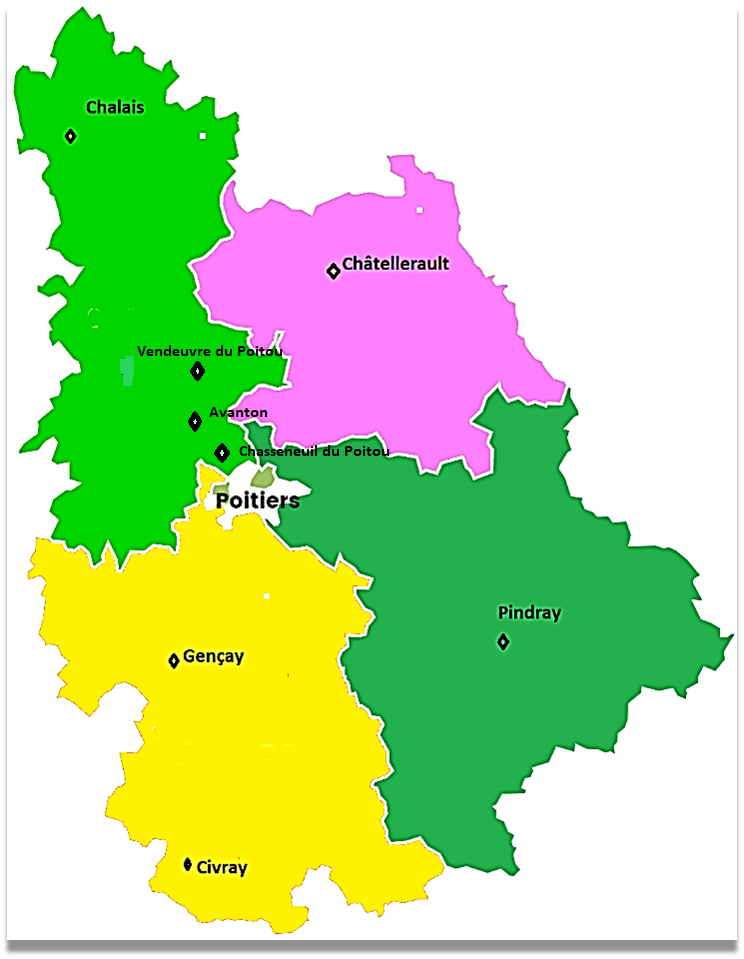 Chalais
Châtellerault
Vendeuvre du Poitou
Avanton
Chasseneuil du Poitou
Poitiers
Pindray
Gençay
Civray